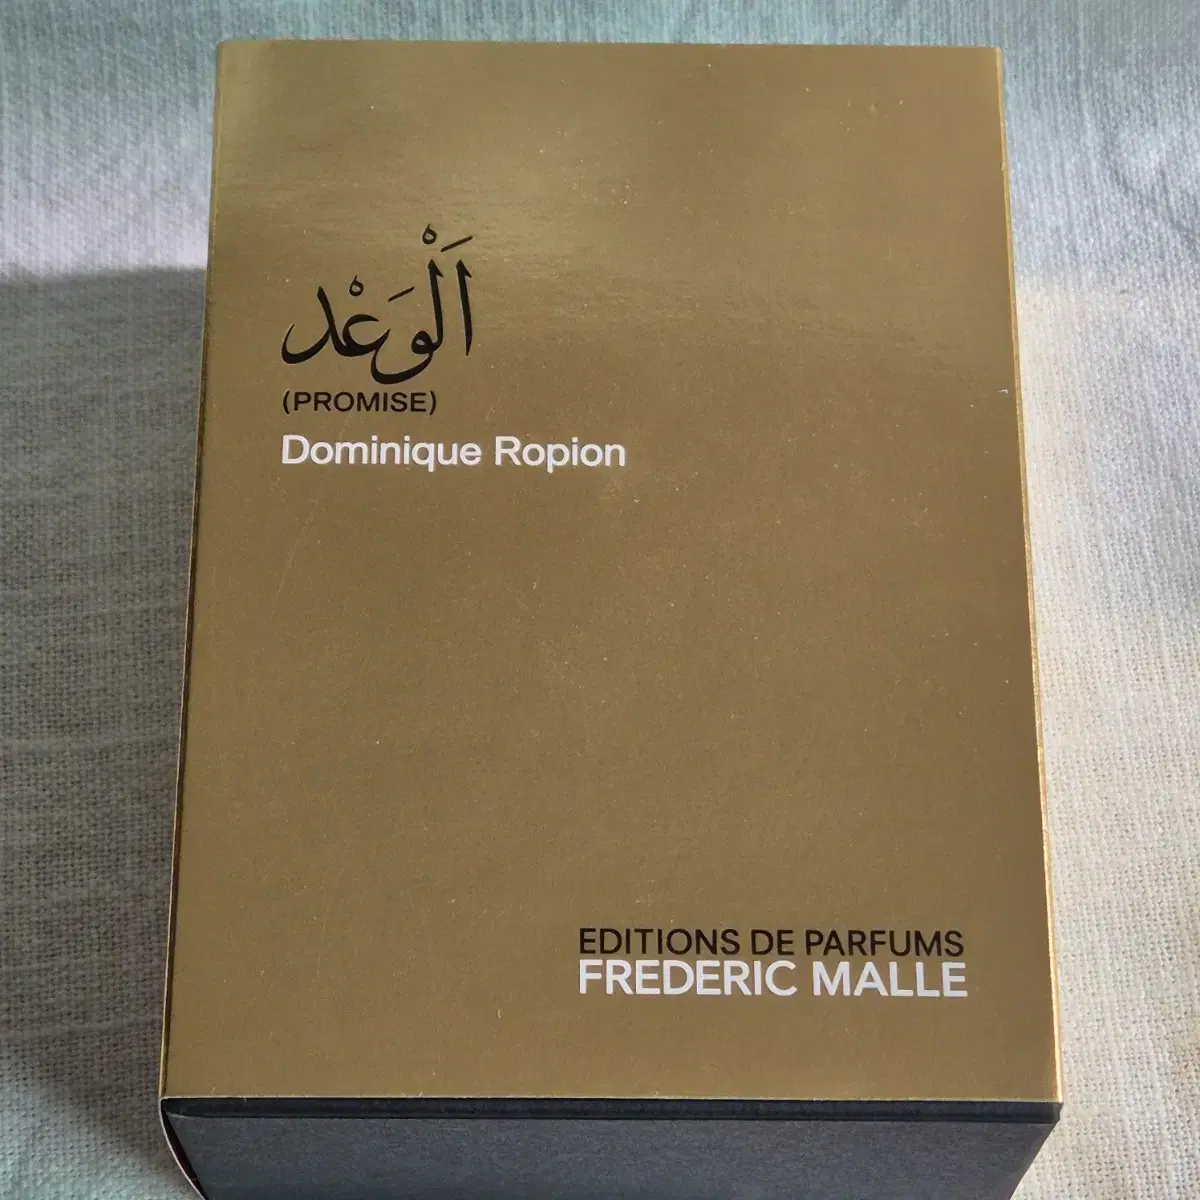 اَلْوَعْد
(PROMISE)
Dominique Ropion
EDITIONS DE PARFUMS
FREDERIC MALLE